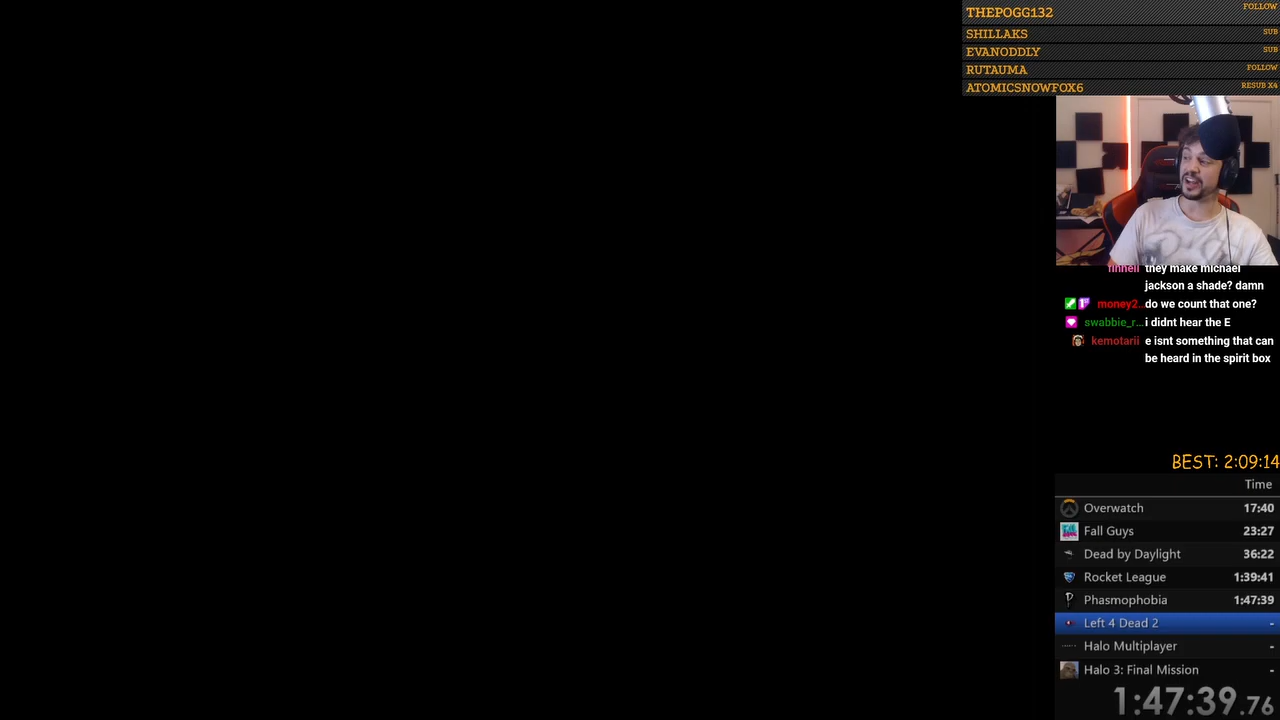 THEPOGG132 FOLLOW
SHILLAKS SUB
EVANODDLY SUB
RUTAUMA FOLLOW
ATOMICSNOWFOX6 RESUB X4
they make michael
jackson a shade? damn
money2... do we count that one?
swabbie_r... i didnt hear the E
kemotarii e isnt something that can
be heard in the spirit box
BEST: 2:09:14
Time
Overwatch 17:40
Fall Guys 23:27
Dead by Daylight 36:22
Rocket League 1:39:41
Phasmophobia 1:47:39
Left 4 Dead 2 -
Halo Multiplayer -
Halo 3: Final Mission -
1:47:39.76